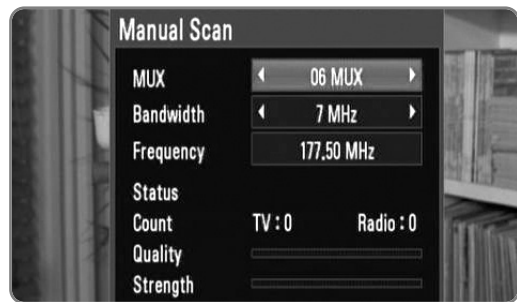 Manual Scan
MUX 06 MUX
Bandwidth 7 MHz
Frequency 177.50 MHz
Status
Count TV : 0 Radio : 0
Quality
Strength